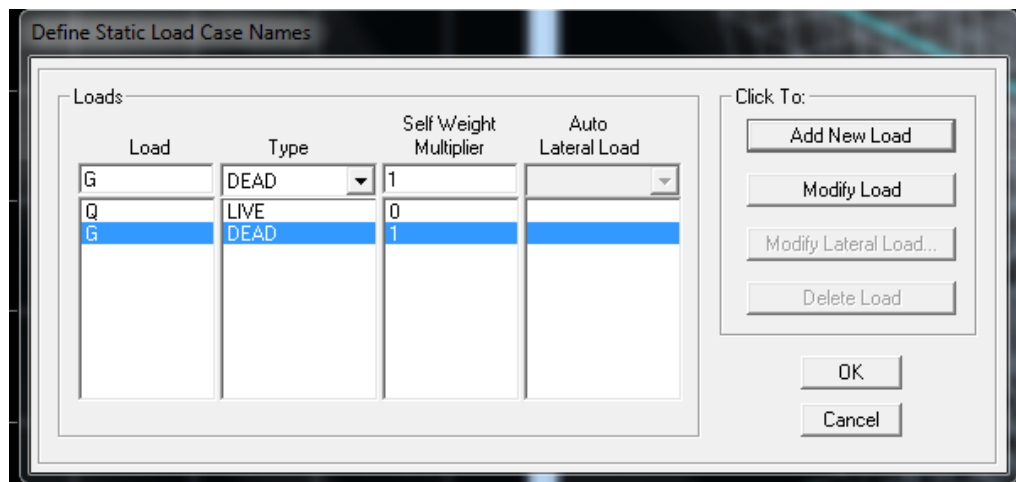 Define Static Load Case Names
Loads
Load Type Self Weight Multiplier Auto Lateral Load
G DEAD 1
Q LIVE 0
G DEAD 1
Click To:
Add New Load
Modify Load
Modify Lateral Load...
Delete Load
OK
Cancel